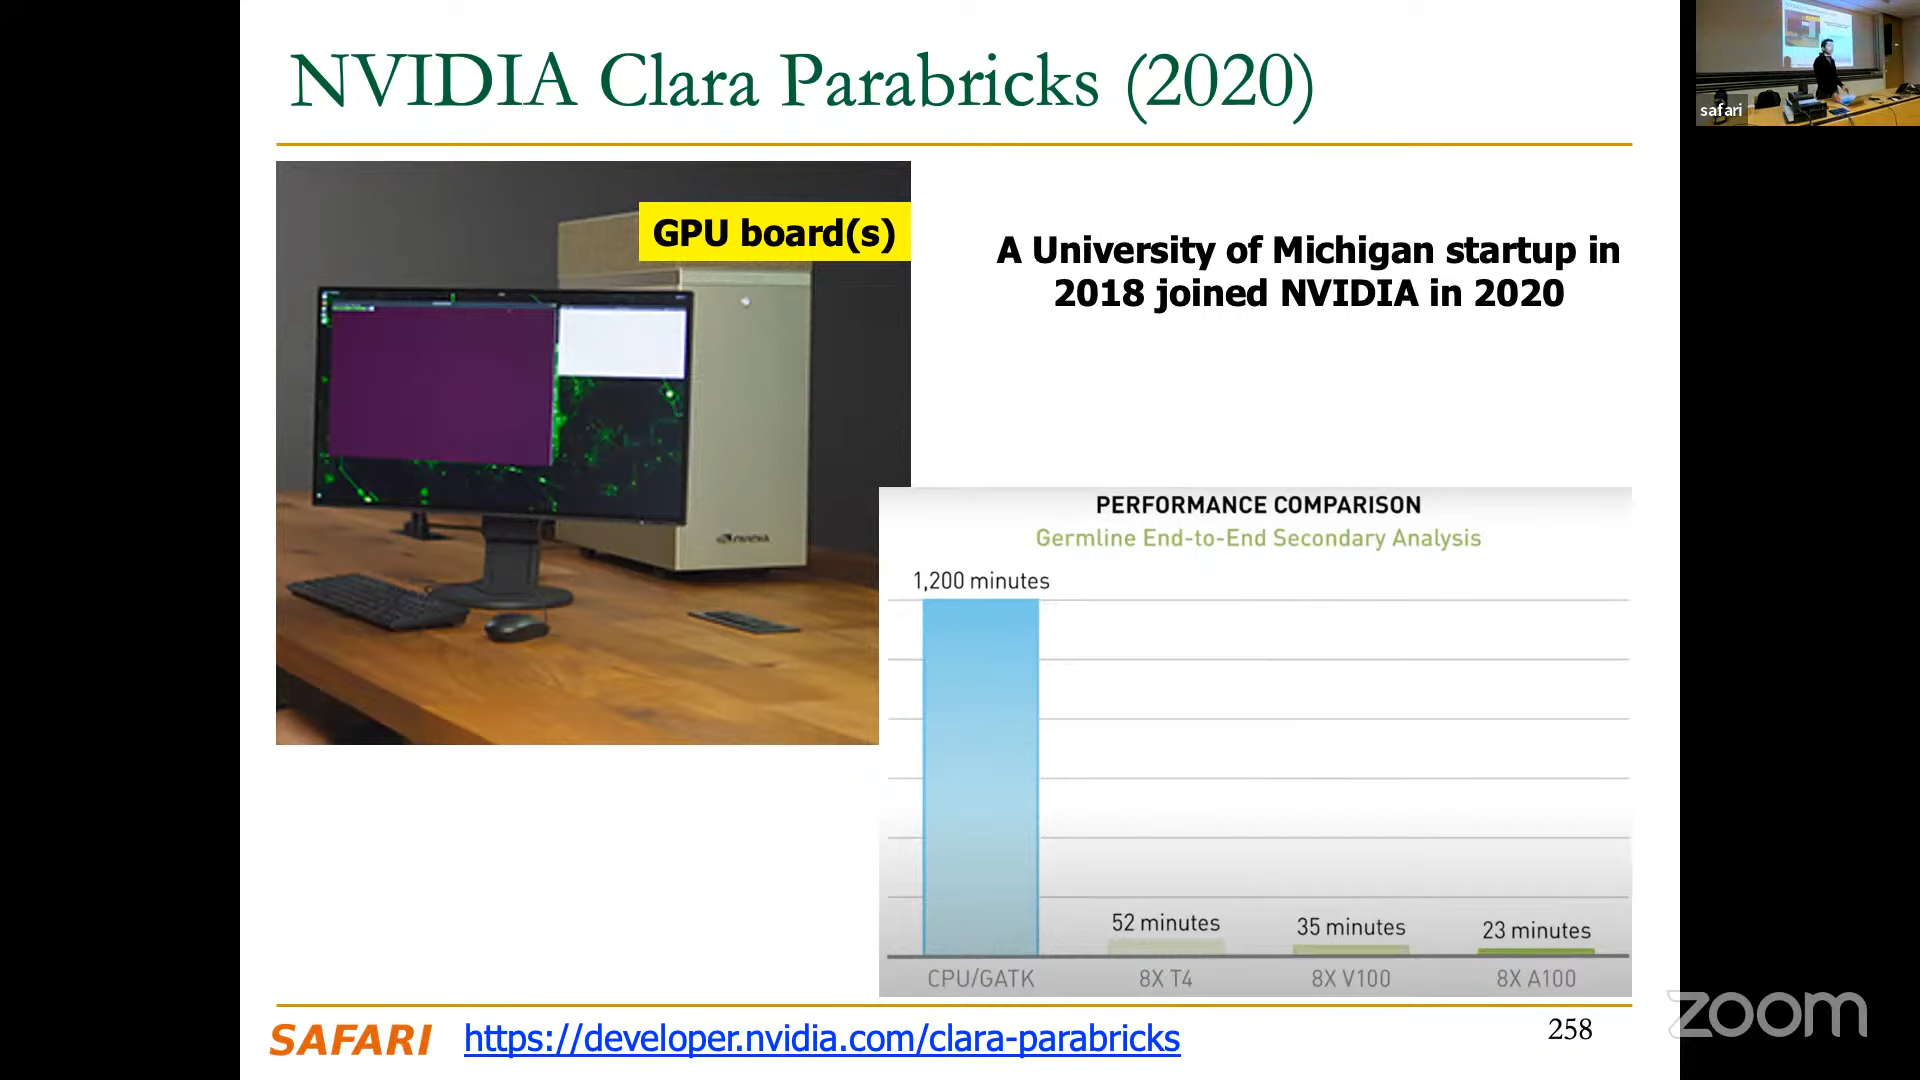 NVIDIA Clara Parabricks (2020)
safari
GPU board(s)
A University of Michigan startup in
2018 joined NVIDIA in 2020
NVIDIA
PERFORMANCE COMPARISON
Germline End-to-End Secondary Analysis
1,200 minutes
52 minutes
35 minutes
23 minutes
CPU/GATK
8X T4
8X V100
8X A100
SAFARI
https://developer.nvidia.com/clara-parabricks
258
zoom